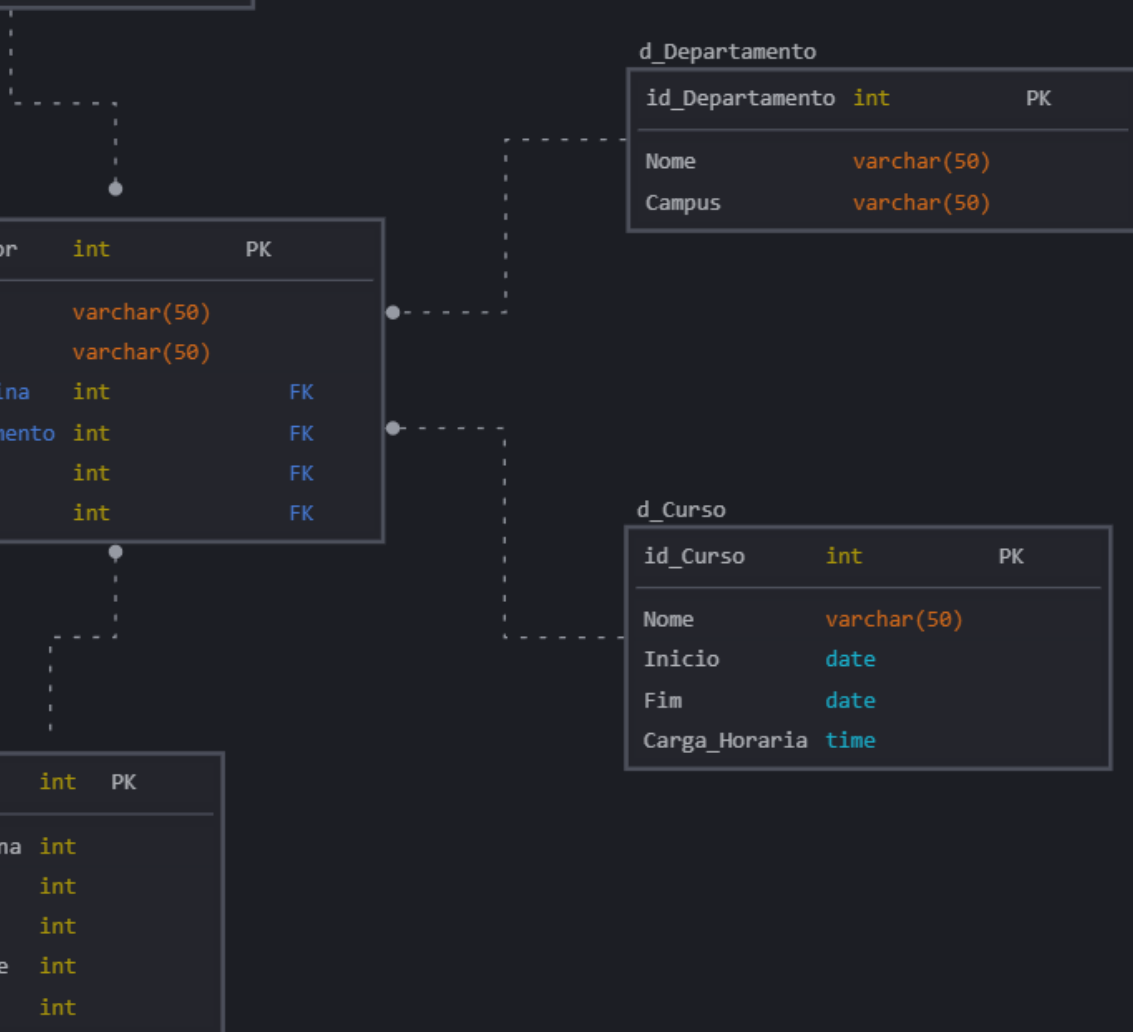 d_Departamento
id_Departamento int PK
Nome varchar(50)
Campus varchar(50)
int PK
varchar(50)
varchar(50)
int FK
int FK
int FK
int FK
d_Curso
id_Curso int PK
Nome varchar(50)
Inicio date
Fim date
Carga_Horaria time
int PK
int
int
int
int
int